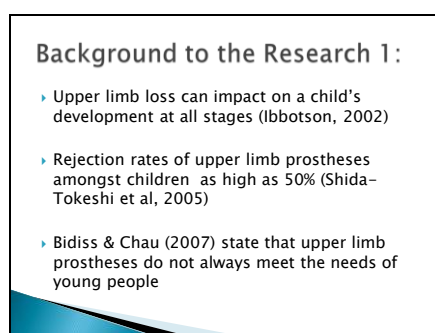 Background to the Research 1:
Upper limb loss can impact on a child's
development at all stages (Ibbotson, 2002)
Rejection rates of upper limb prostheses
amongst children as high as 50% (Shida-
Tokeshi et al, 2005)
Bidiss & Chau (2007) state that upper limb
prostheses do not always meet the needs of
young people